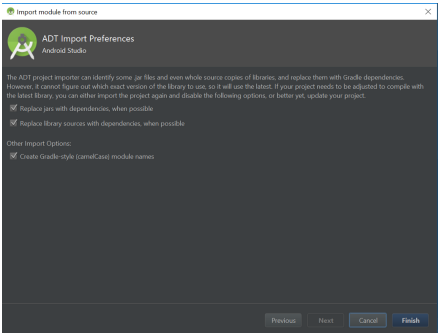 Import module from source
ADT Import Preferences
Android Studio
The ADT project importer can identify some .jar files and even whole source copies of libraries, and replace them with Gradle dependencies.
However, it cannot figure out which exact version of the library to use, so it will use the latest. If your project needs to be adjusted to compile with
the latest library, you can either import the project again and disable the following options, or better yet, update your project.
Replace jars with dependencies, when possible
Replace library sources with dependencies, when possible
Other Import Options:
Create Gradle-style (camelCase) module names
Previous Next Cancel Finish